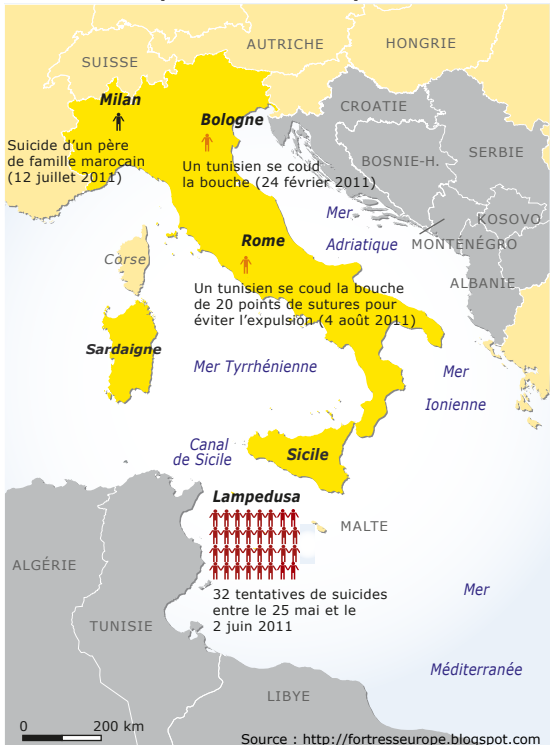 AUTRICHE
HONGRIE
SUISSE
Milan
CROATIE
Bologne
Suicide d'un père
de famille marocain
(12 juillet 2011)
SERBIE
BOSNIE-H.
Un tunisien se coud
la bouche (24 février 2011)
Mer
Adriatique
KOSOVO
MONTÉNÉGRO
Rome
Corse
ALBANIE
Un tunisien se coud la bouche
de 20 points de sutures pour
éviter l'expulsion (4 août 2011)
Sardaigne
Mer Tyrrhénienne
Mer
Ionienne
Canal
de Sicile
Sicile
Lampedusa
MALTE
ALGÉRIE
32 tentatives de suicides
entre le 25 mai et le
2 juin 2011
Mer
Méditerranée
TUNISIE
LIBYE
0 200 km
Source : http://fortresseurope.blogspot.com